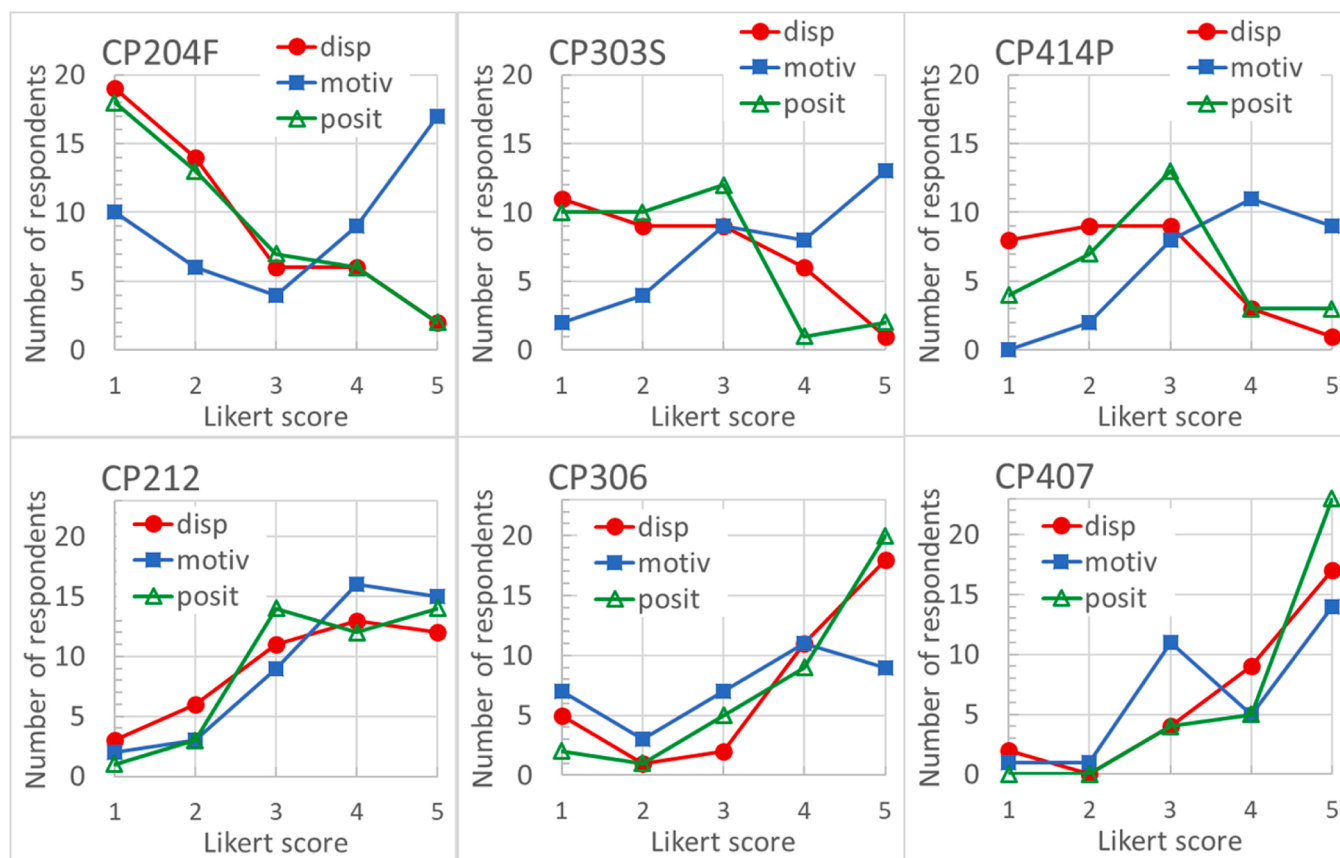 CP204F
disp
motiv
posit
Number of respondents
20
15
10
5
0
1 2 3 4 5
Likert score
CP303S
disp
motiv
posit
Number of respondents
20
15
10
5
0
1 2 3 4 5
Likert score
CP414P
disp
motiv
posit
Number of respondents
20
15
10
5
0
1 2 3 4 5
Likert score
CP212
disp
motiv
posit
Number of respondents
20
15
10
5
0
1 2 3 4 5
Likert score
CP306
disp
motiv
posit
Number of respondents
20
15
10
5
0
1 2 3 4 5
Likert score
CP407
disp
motiv
posit
Number of respondents
20
15
10
5
0
1 2 3 4 5
Likert score